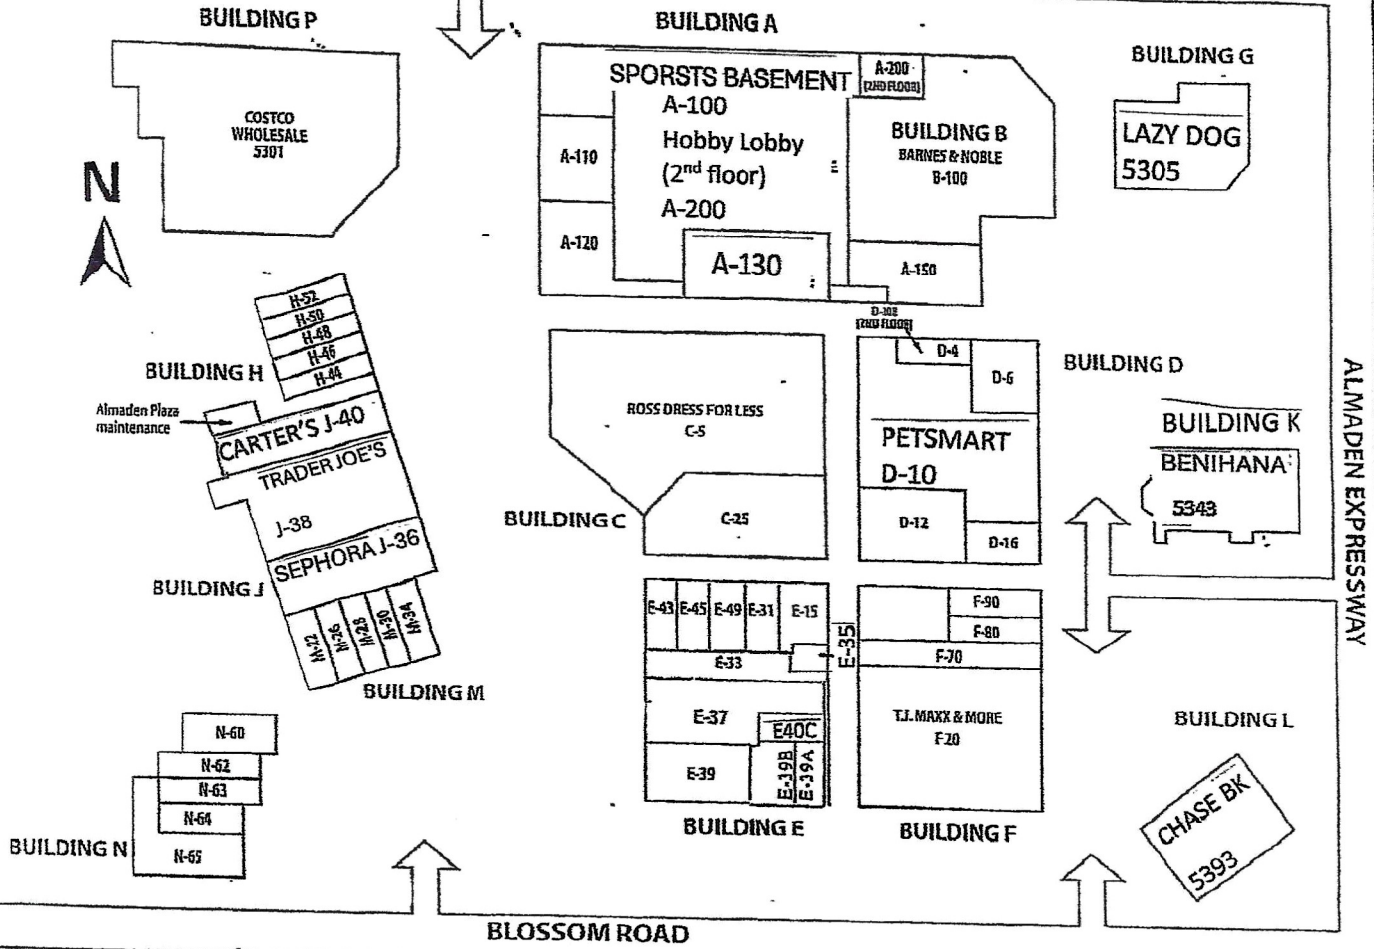 BUILDING P
BUILDING A
BUILDING G
COSTCO
WHOLESALE
5301
SPORSTS BASEMENT
A-100
Hobby Lobby
(2nd floor)
A-200
A-200
(2ND FLOOR)
A-110
A-120
A-130
BUILDING B
BARNES & NOBLE
B-100
A-150
LAZY DOG
5305
N
H-52
H-50
H-48
H-46
H-44
BUILDING H
Almaden Plaza
maintenance
CARTER'S J-40
TRADER JOE'S
J-38
SEPHORA J-36
BUILDING J
M-22
M-26
M-28
M-30
M-34
BUILDING M
ROSS DRESS FOR LESS
C-5
C-25
BUILDING C
D-102
(2ND FLOOR)
D-4
D-6
BUILDING D
PETSMART
D-10
D-12
D-16
BUILDING K
BENIHANA
5343
ALMADEN EXPRESSWAY
E-43
E-45
E-49
E-31
E-15
E-33
E-35
E-37
E40C
E-39
E-39B
E-39A
BUILDING E
F-90
F-80
F-70
T.J. MAXX & MORE
F-20
BUILDING F
BUILDING L
CHASE BK
5393
N-60
N-62
N-63
N-64
N-65
BUILDING N
BLOSSOM ROAD